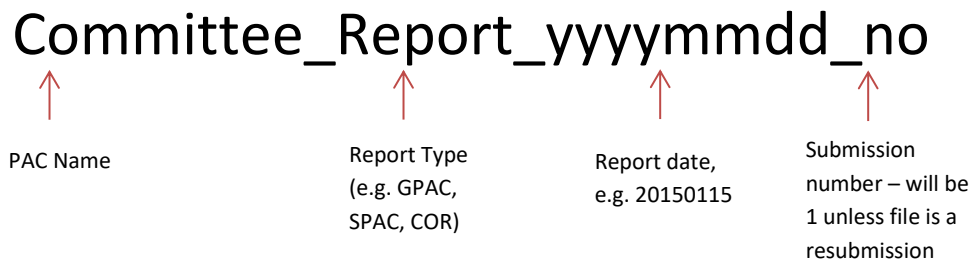 Committee_Report_yyyymmdd_no
PAC Name
Report Type
(e.g. GPAC,
SPAC, COR)
Report date,
e.g. 20150115
Submission
number – will be
1 unless file is a
resubmission